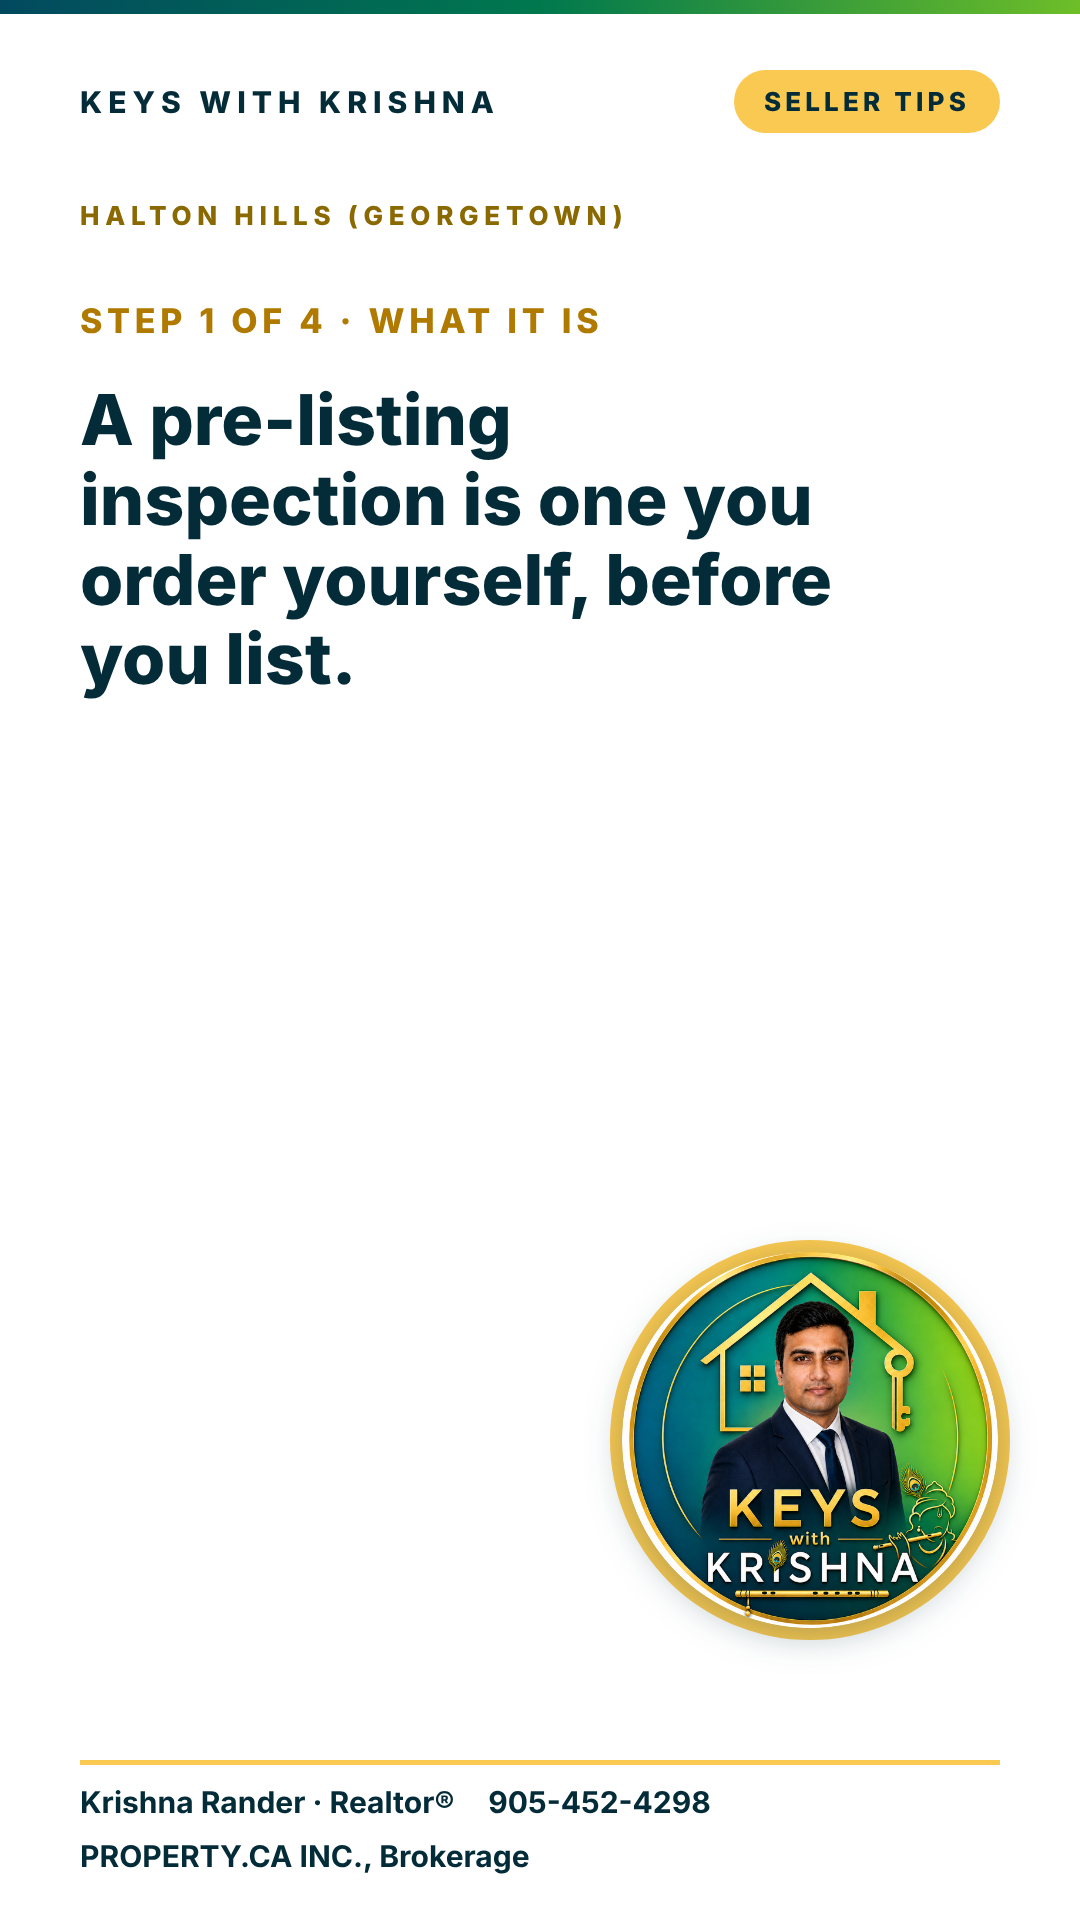 KEYS WITH KRISHNA
SELLER TIPS
HALTON HILLS (GEORGETOWN)
STEP 1 OF 4 · WHAT IT IS
A pre-listing
inspection is one you
order yourself, before
you list.
KEYS
with
KRISHNA
Krishna Rander · Realtor® 905-452-4298
PROPERTY.CA INC., Brokerage